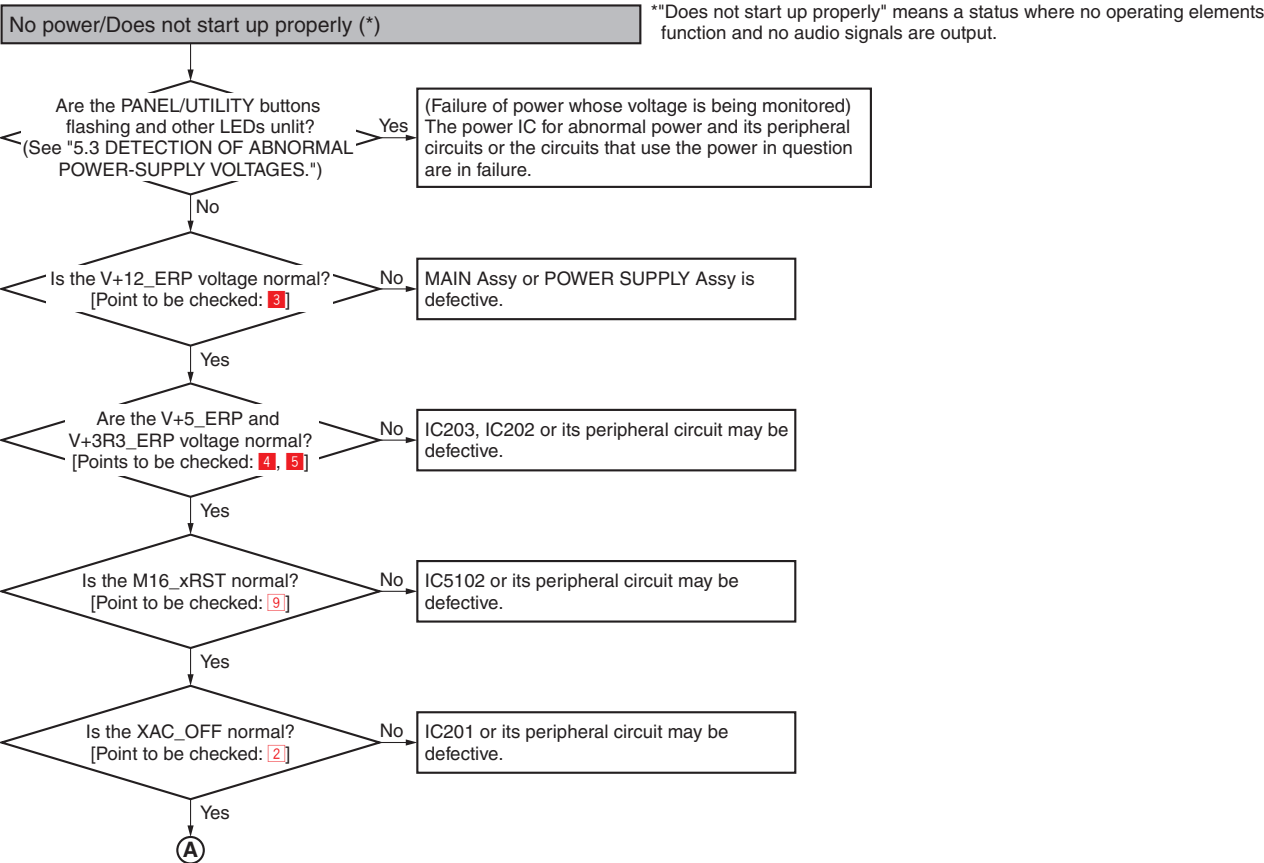 No power/Does not start up properly (*)
*"Does not start up properly" means a status where no operating elements
function and no audio signals are output.
Are the PANEL/UTILITY buttons
flashing and other LEDs unlit?
(See "5.3 DETECTION OF ABNORMAL
POWER-SUPPLY VOLTAGES.")
Yes
(Failure of power whose voltage is being monitored)
The power IC for abnormal power and its peripheral
circuits or the circuits that use the power in question
are in failure.
No
Is the V+12_ERP voltage normal?
[Point to be checked: 3]
No
MAIN Assy or POWER SUPPLY Assy is
defective.
Yes
Are the V+5_ERP and
V+3R3_ERP voltage normal?
[Points to be checked: 4, 5]
No
IC203, IC202 or its peripheral circuit may be
defective.
Yes
Is the M16_xRST normal?
[Point to be checked: 9]
No
IC5102 or its peripheral circuit may be
defective.
Yes
Is the XAC_OFF normal?
[Point to be checked: 2]
No
IC201 or its peripheral circuit may be
defective.
Yes
A